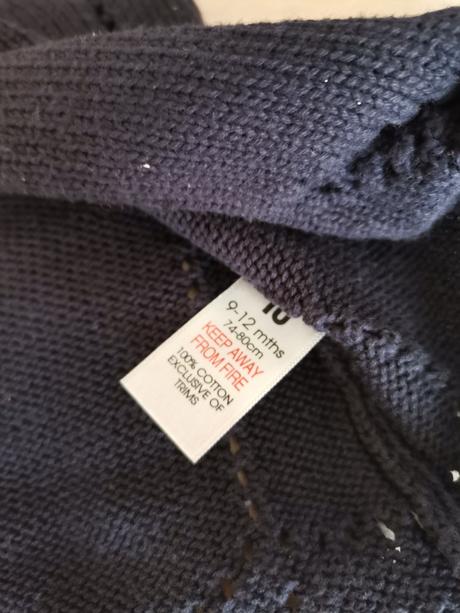 9-12 mths
74-80cm
KEEP AWAY
FROM FIRE
100% COTTON
EXCLUSIVE OF
TRIMS